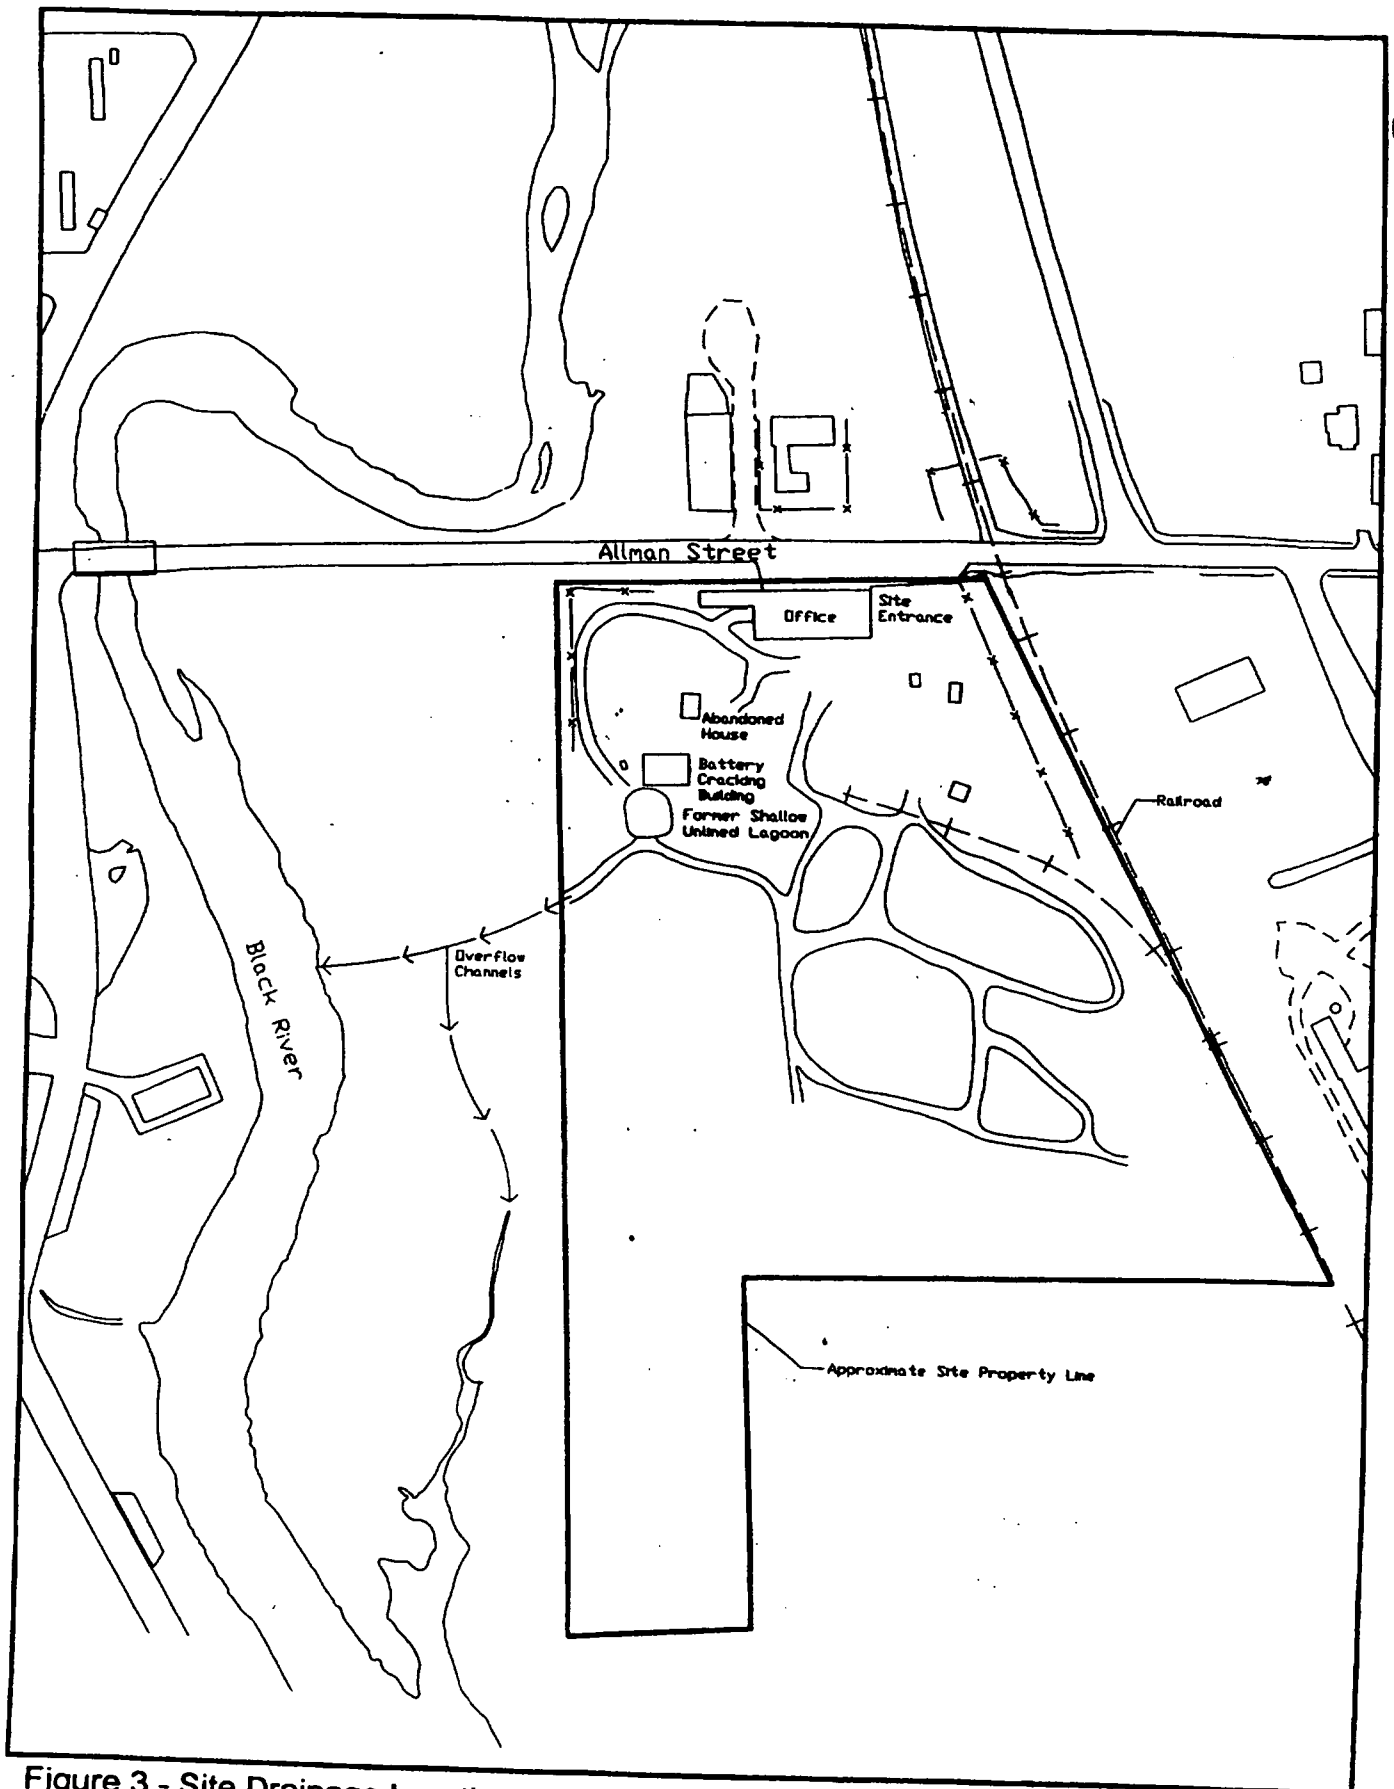 Allman Street
Office
Site
Entrance
Abandoned
House
Battery
Cracking
Building
Former Shallow
Unlined Lagoon
Railroad
Overflow
Channels
Black River
Approximate Site Property Line
Figure 3 - Site Drainage